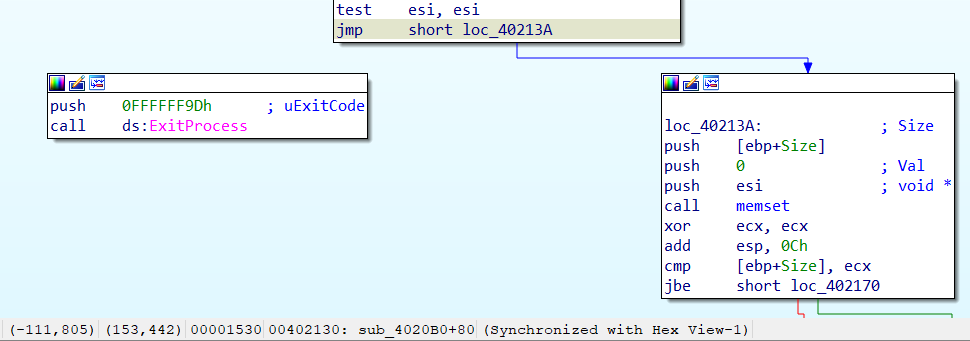 test esi, esi
jmp short loc_40213A
push 0FFFFFF9Dh ; uExitCode
call ds:ExitProcess
loc_40213A: ; Size
push [ebp+Size]
push 0 ; Val
push esi ; void *
call memset
xor ecx, ecx
add esp, 0Ch
cmp [ebp+Size], ecx
jbe short loc_402170
(-111,805) (153,442) 00001530 00402130: sub_4020B0+80 (Synchronized with Hex View-1)